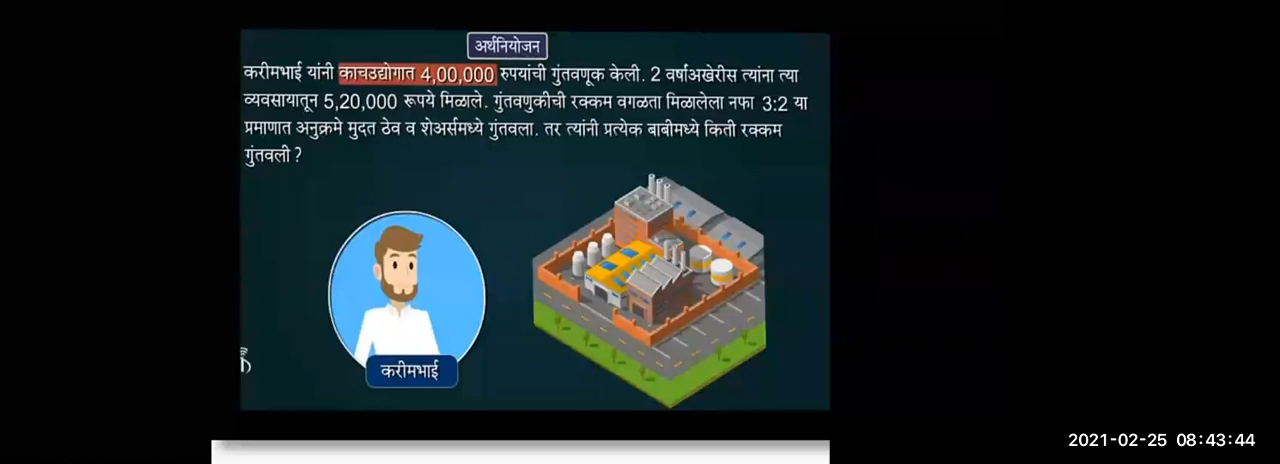 अर्थनियोजन
करीमभाई यांनी काचउद्योगात 4,00,000 रुपयांची गुंतवणूक केली. 2 वर्षाअखेरीस त्यांना त्या
व्यवसायातून 5,20,000 रूपये मिळाले. गुंतवणुकीची रक्कम वगळता मिळालेला नफा 3:2 या
प्रमाणात अनुक्रमे मुदत ठेव व शेअर्समध्ये गुंतवला. तर त्यांनी प्रत्येक बाबीमध्ये किती रक्कम
गुंतवली ?
करीमभाई
2021-02-25 08:43:44